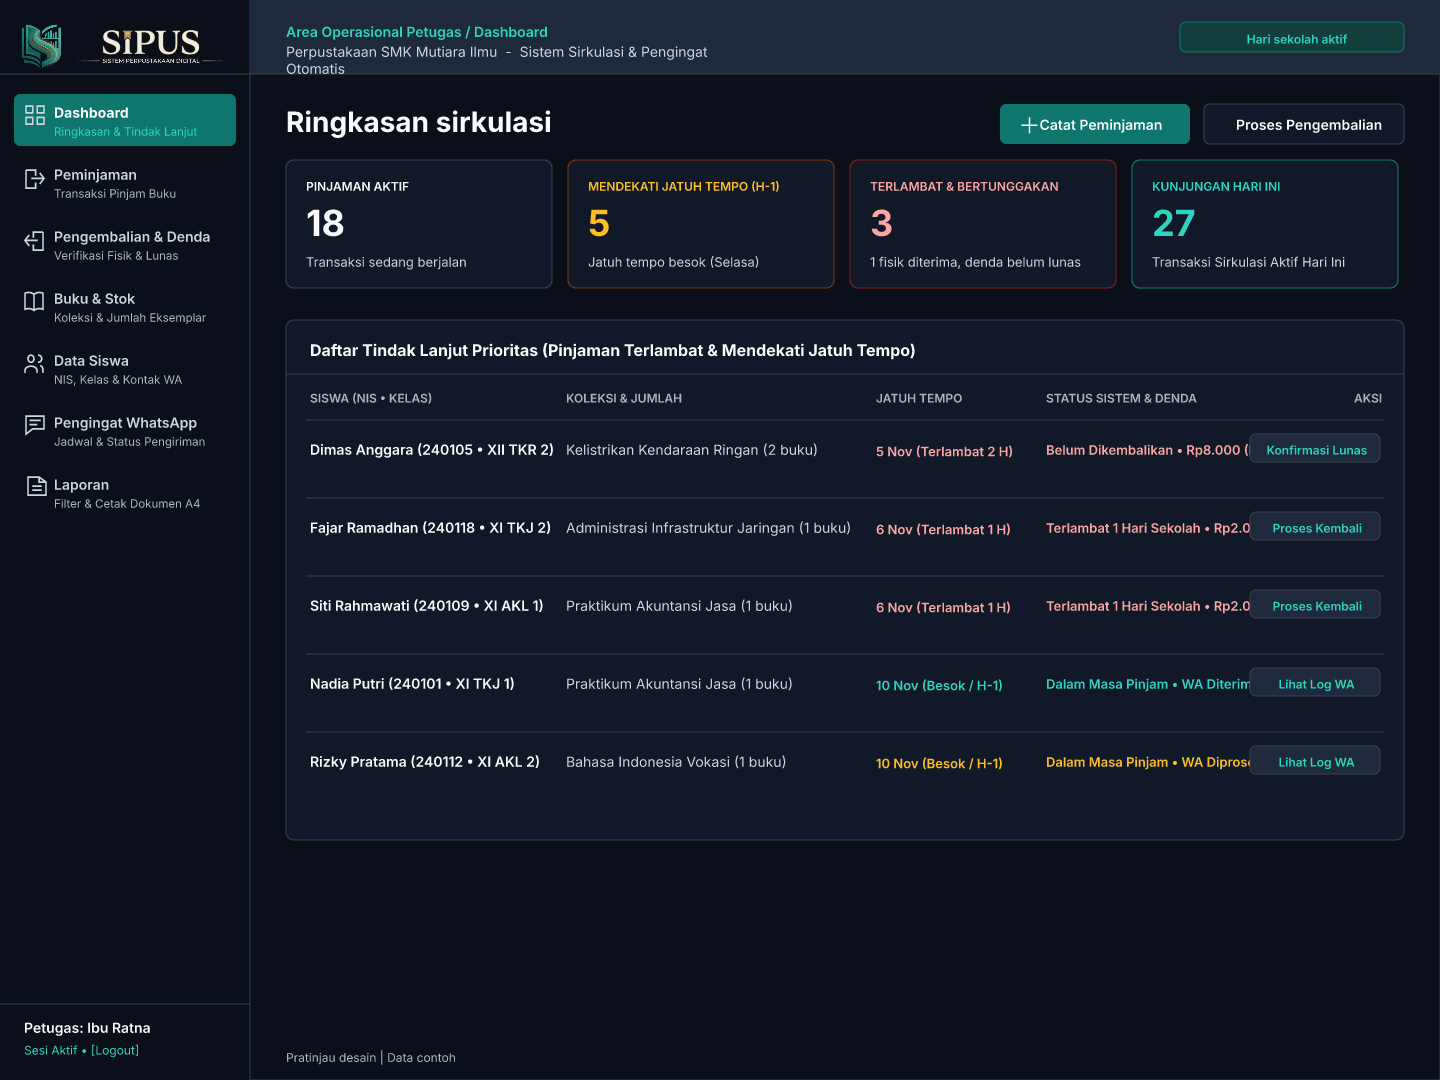 SIPUS
SISTEM PERPUSTAKAAN DIGITAL
Area Operasional Petugas / Dashboard
Perpustakaan SMK Mutiara Ilmu - Sistem Sirkulasi & Pengingat
Otomatis
Hari sekolah aktif
Dashboard
Ringkasan & Tindak Lanjut
Peminjaman
Transaksi Pinjam Buku
Pengembalian & Denda
Verifikasi Fisik & Lunas
Buku & Stok
Koleksi & Jumlah Eksemplar
Data Siswa
NIS, Kelas & Kontak WA
Pengingat WhatsApp
Jadwal & Status Pengiriman
Laporan
Filter & Cetak Dokumen A4
Petugas: Ibu Ratna
Sesi Aktif • [Logout]
Ringkasan sirkulasi
Catat Peminjaman
Proses Pengembalian
PINJAMAN AKTIF
18
Transaksi sedang berjalan
MENDEKATI JATUH TEMPO (H-1)
5
Jatuh tempo besok (Selasa)
TERLAMBAT & BERTUNGGAKAN
3
1 fisik diterima, denda belum lunas
KUNJUNGAN HARI INI
27
Transaksi Sirkulasi Aktif Hari Ini
Daftar Tindak Lanjut Prioritas (Pinjaman Terlambat & Mendekati Jatuh Tempo)
SISWA (NIS • KELAS) KOLEKSI & JUMLAH JATUH TEMPO STATUS SISTEM & DENDA AKSI
Dimas Anggara (240105 • XII TKR 2) Kelistrikan Kendaraan Ringan (2 buku) 5 Nov (Terlambat 2 H) Belum Dikembalikan • Rp8.000 ( Konfirmasi Lunas
Fajar Ramadhan (240118 • XI TKJ 2) Administrasi Infrastruktur Jaringan (1 buku) 6 Nov (Terlambat 1 H) Terlambat 1 Hari Sekolah • Rp2.0 Proses Kembali
Siti Rahmawati (240109 • XI AKL 1) Praktikum Akuntansi Jasa (1 buku) 6 Nov (Terlambat 1 H) Terlambat 1 Hari Sekolah • Rp2.0 Proses Kembali
Nadia Putri (240101 • XI TKJ 1) Praktikum Akuntansi Jasa (1 buku) 10 Nov (Besok / H-1) Dalam Masa Pinjam • WA Diterim Lihat Log WA
Rizky Pratama (240112 • XI AKL 2) Bahasa Indonesia Vokasi (1 buku) 10 Nov (Besok / H-1) Dalam Masa Pinjam • WA Dipros Lihat Log WA
Pratinjau desain | Data contoh